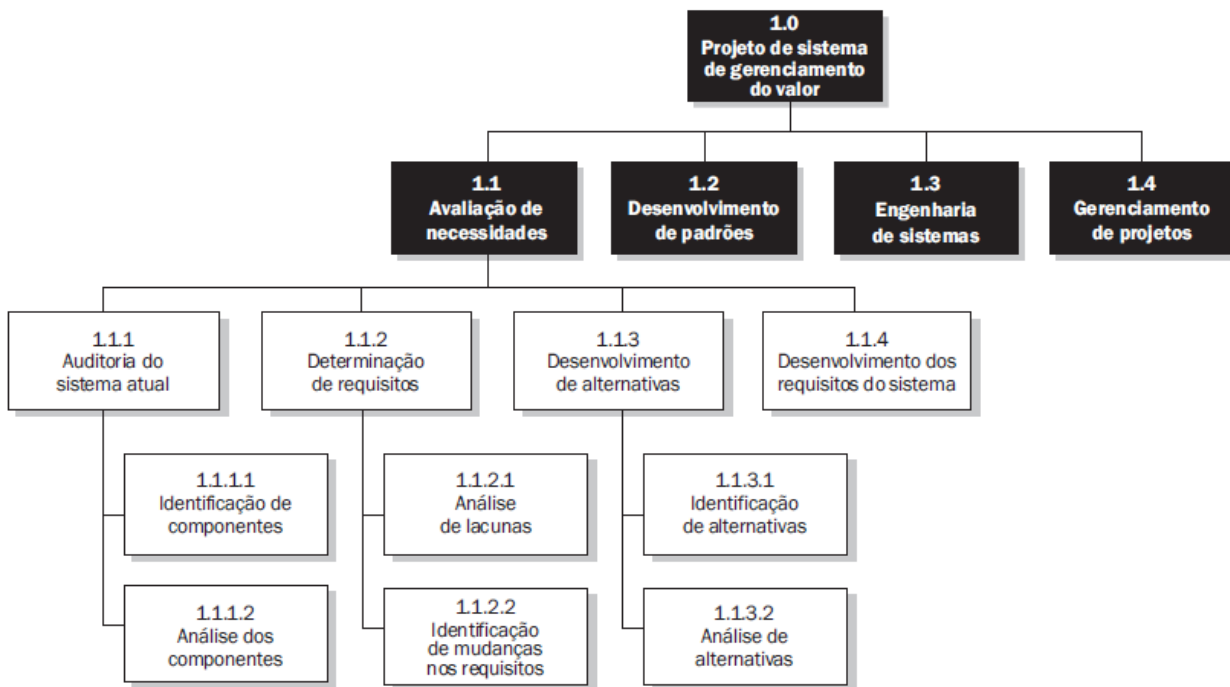 1.0
Projeto de sistema
de gerenciamento
do valor
1.1
Avaliação de
necessidades
1.2
Desenvolvimento
de padrões
1.3
Engenharia
de sistemas
1.4
Gerenciamento
de projetos
1.1.1
Auditoria do
sistema atual
1.1.2
Determinação
de requisitos
1.1.3
Desenvolvimento
de alternativas
1.1.4
Desenvolvimento dos
requisitos do sistema
1.1.1.1
Identificação de
componentes
1.1.2.1
Análise
de lacunas
1.1.3.1
Identificação
de alternativas
1.1.1.2
Análise dos
componentes
1.1.2.2
Identificação
de mudanças
nos requisitos
1.1.3.2
Análise de
alternativas